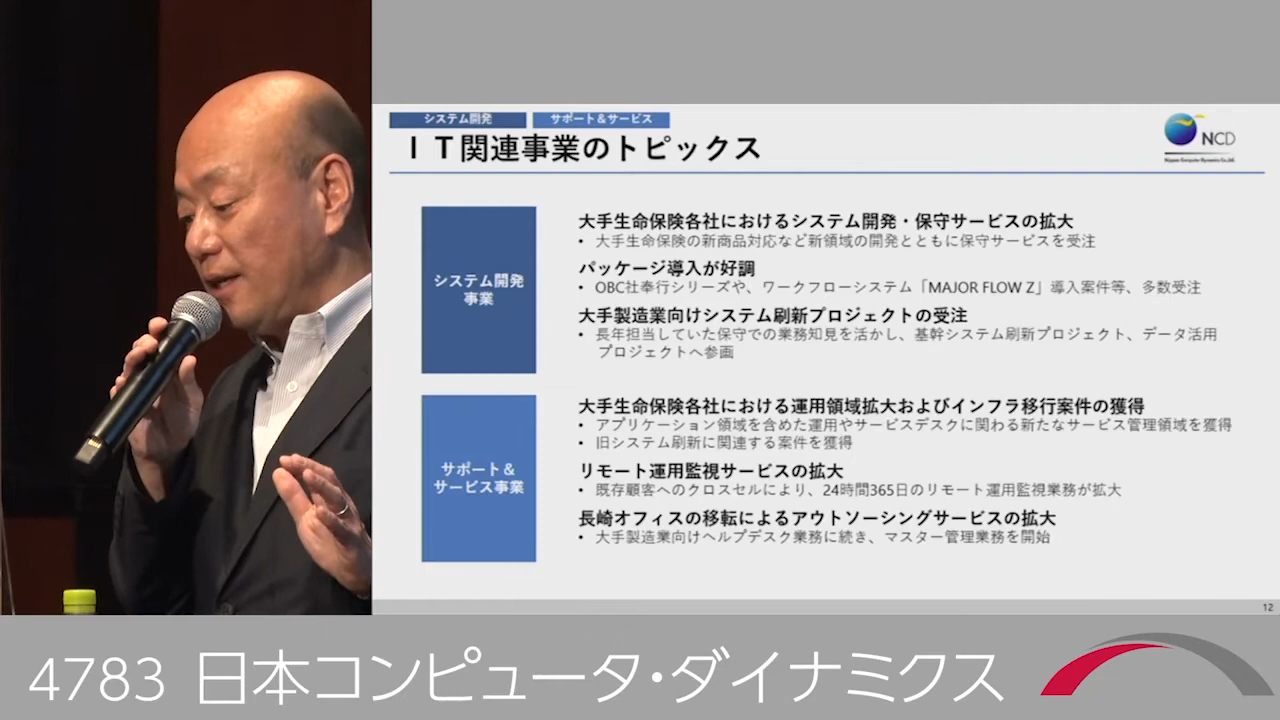 システム開発
サポート&サービス
ＩＴ関連事業のトピックス
NCD
Nippon Computer Dynamics Co.,Ltd.
システム開発
事業
大手生命保険各社におけるシステム開発・保守サービスの拡大
• 大手生命保険の新商品対応など新領域の開発とともに保守サービスを受注
パッケージ導入が好調
• OBC社奉行シリーズや、ワークフローシステム「MAJOR FLOW Z」導入案件等、多数受注
大手製造業向けシステム刷新プロジェクトの受注
• 長年担当していた保守での業務知見を活かし、基幹システム刷新プロジェクト、データ活用
プロジェクトへ参画
サポート&
サービス事業
大手生命保険各社における運用領域拡大およびインフラ移行案件の獲得
• アプリケーション領域を含めた運用やサービスデスクに関わる新たなサービス管理領域を獲得
• 旧システム刷新に関連する案件を獲得
リモート運用監視サービスの拡大
• 既存顧客へのクロスセルにより、24時間365日のリモート運用監視業務が拡大
長崎オフィスの移転によるアウトソーシングサービスの拡大
• 大手製造業向けヘルプデスク業務に続き、マスター管理業務を開始
12
4783 日本コンピュータ・ダイナミクス